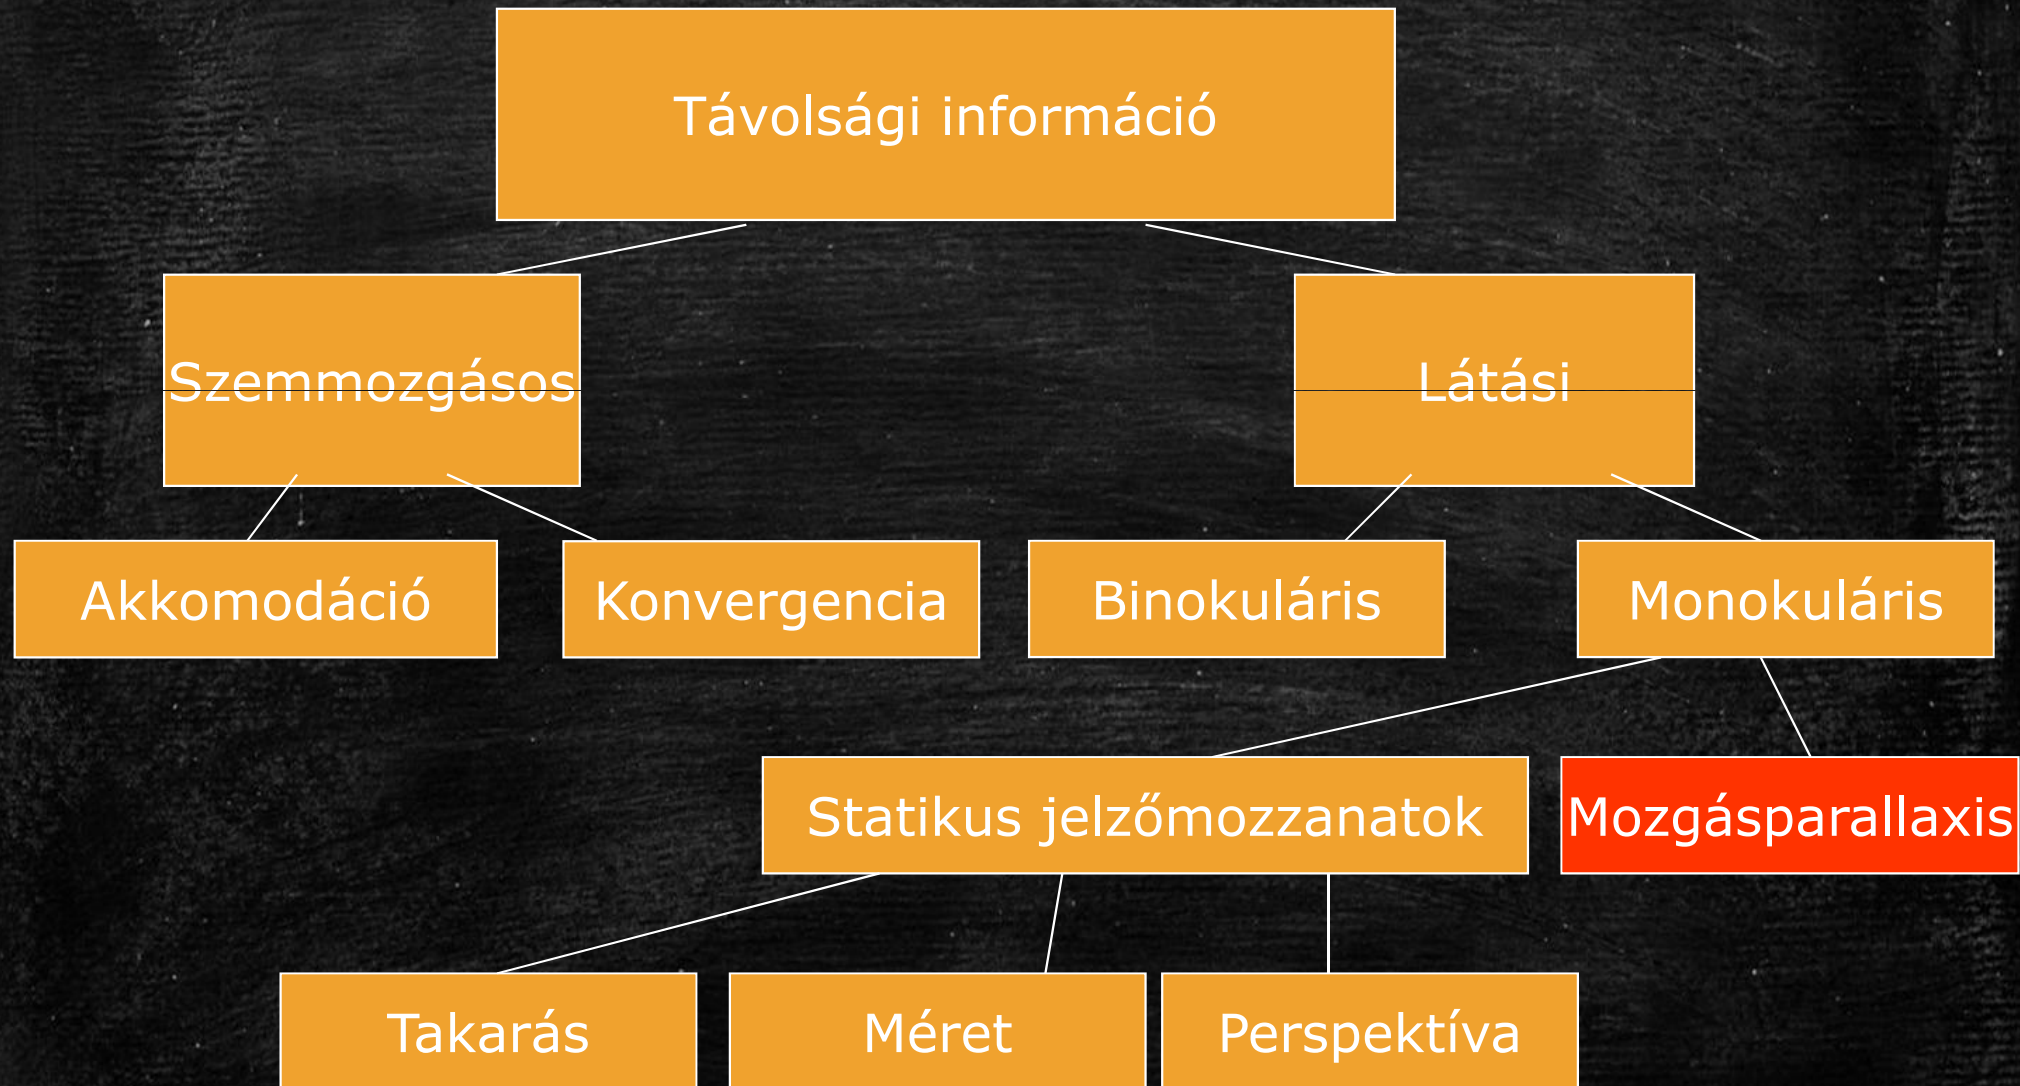 Távolsági információ
Szemmozgásos
Látási
Akkomodáció
Konvergencia
Binokuláris
Monokuláris
Statikus jelzőmozzanatok
Mozgásparallaxis
Takarás
Méret
Perspektíva